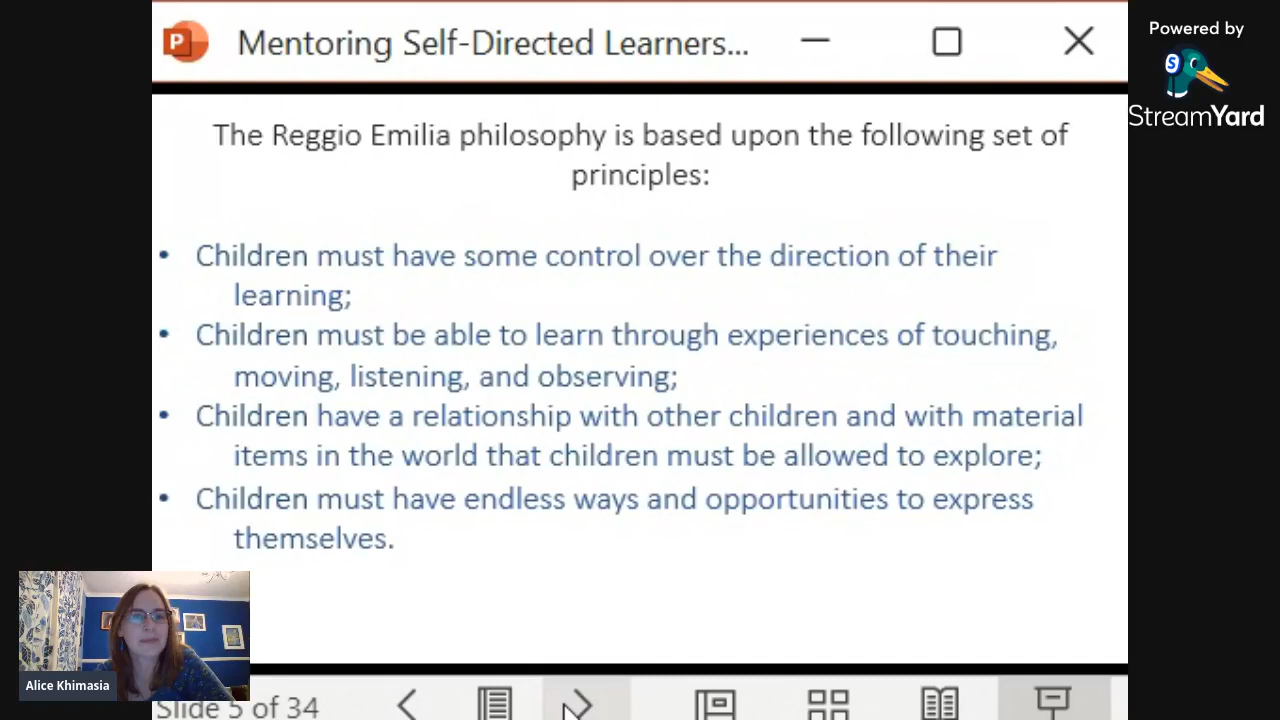 Mentoring Self-Directed Learners...
Powered by
StreamYard
The Reggio Emilia philosophy is based upon the following set of
principles:
• Children must have some control over the direction of their
learning;
• Children must be able to learn through experiences of touching,
moving, listening, and observing;
• Children have a relationship with other children and with material
items in the world that children must be allowed to explore;
• Children must have endless ways and opportunities to express
themselves.
Alice Khimasia
Slide 5 of 34